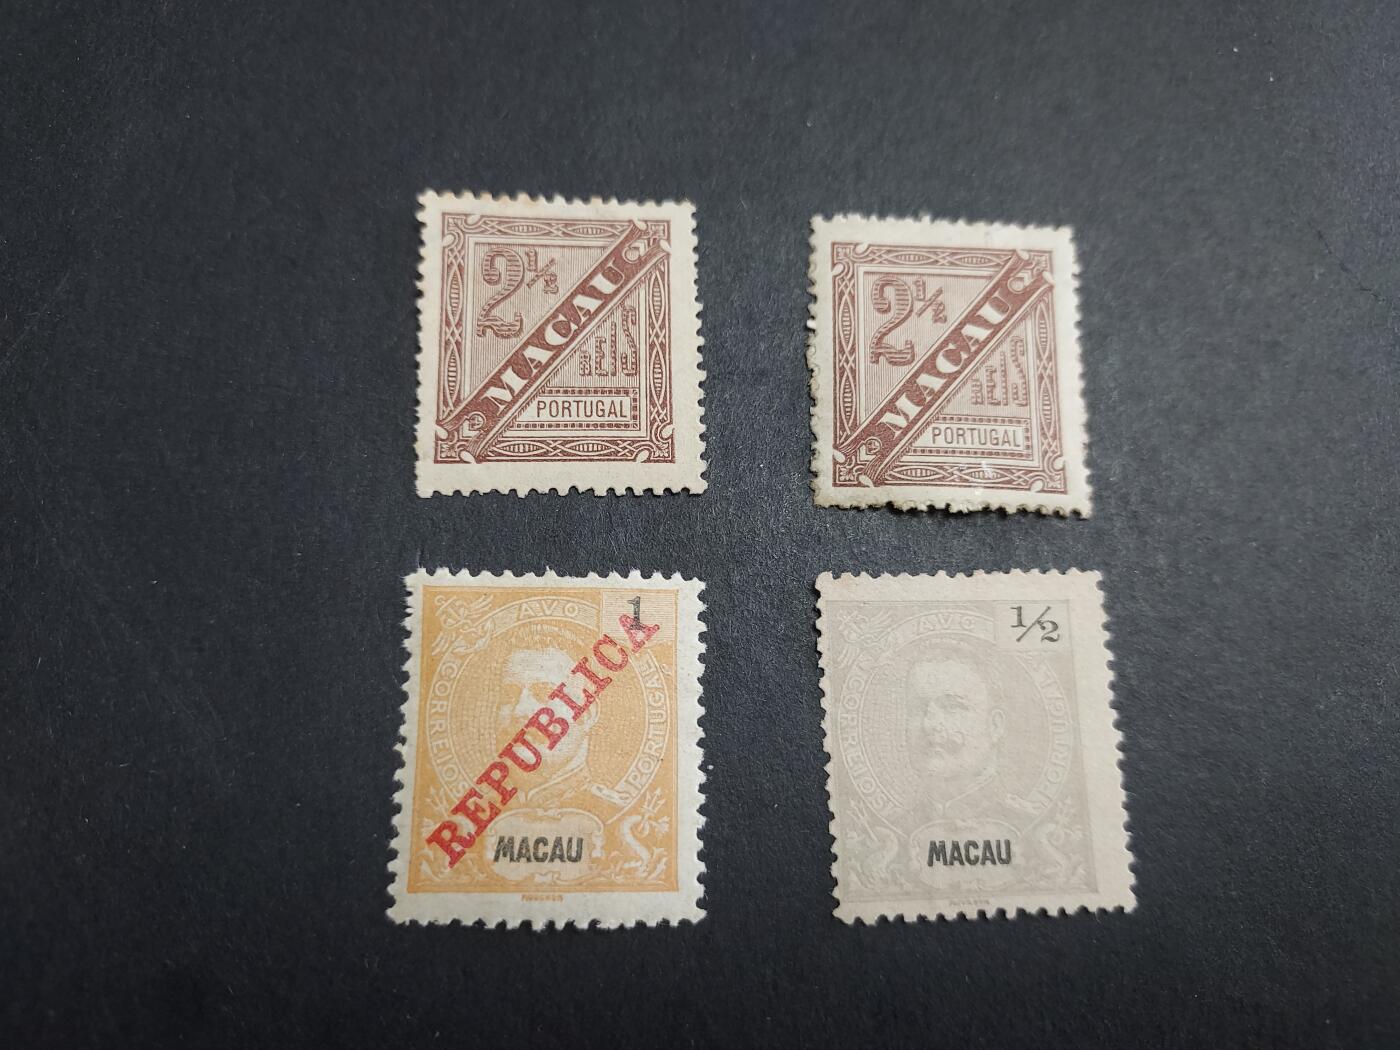 2½
MACAU
REIS
PORTUGAL
2½
MACAU
REIS
PORTUGAL
AVO
1
CORREIOS
PORTUGAL
REPUBLICA
MACAU
AVO
½
CORREIOS
PORTUGAL
MACAU